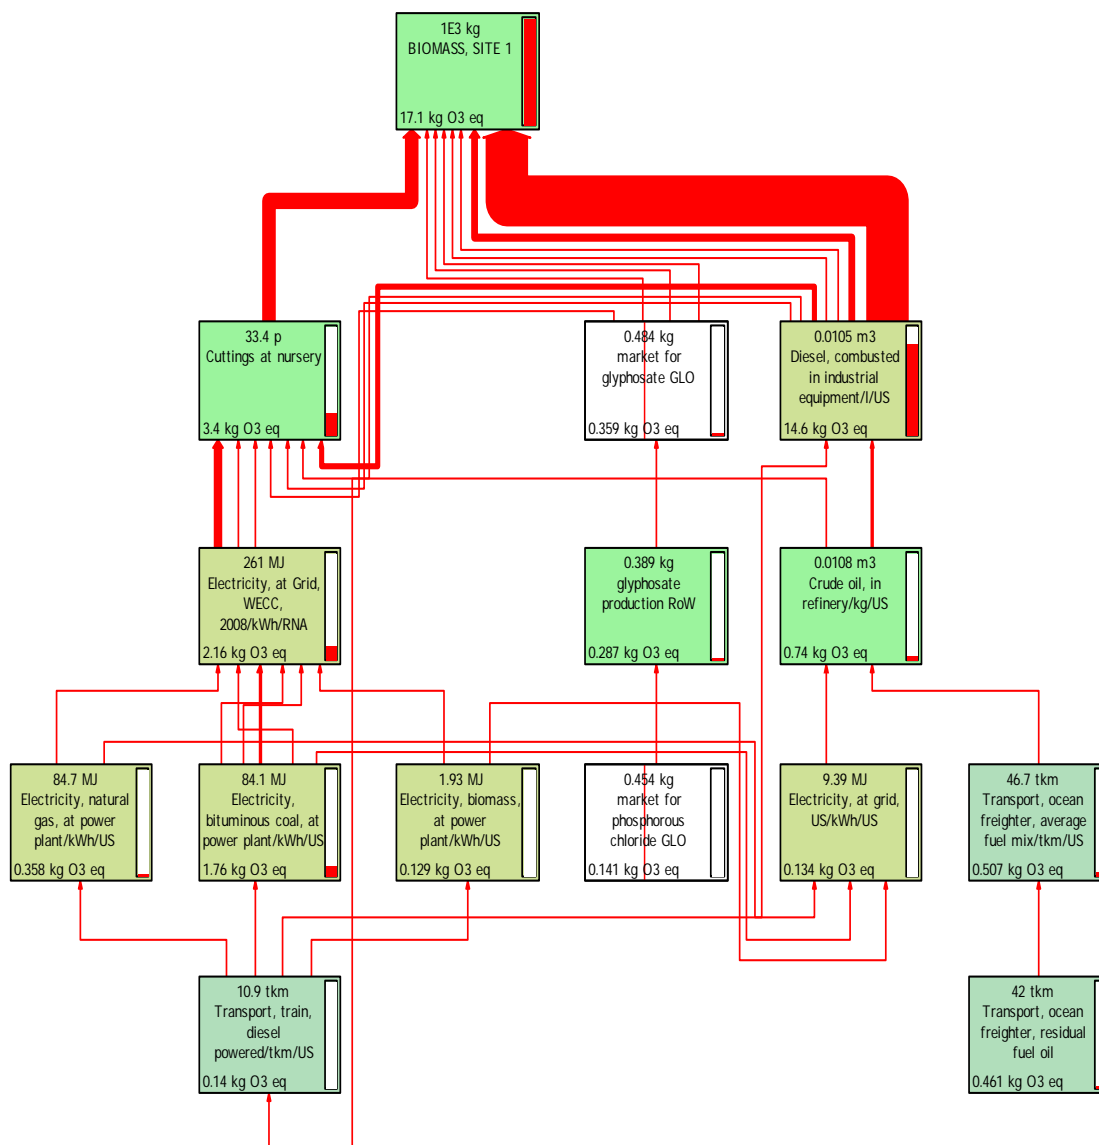 1E3 kg
BIOMASS, SITE 1
17.1 kg O3 eq
33.4 p
Cuttings at nursery
3.4 kg O3 eq
0.484 kg
market for
glyphosate GLO
0.359 kg O3 eq
0.0105 m3
Diesel, combusted
in industrial
equipment/l/US
14.6 kg O3 eq
261 MJ
Electricity, at Grid,
WECC,
2008/kWh/RNA
2.16 kg O3 eq
0.389 kg
glyphosate
production RoW
0.287 kg O3 eq
0.0108 m3
Crude oil, in
refinery/kg/US
0.74 kg O3 eq
84.7 MJ
Electricity, natural
gas, at power
plant/kWh/US
0.358 kg O3 eq
84.1 MJ
Electricity,
bituminous coal, at
power plant/kWh/US
1.76 kg O3 eq
1.93 MJ
Electricity, biomass,
at power
plant/kWh/US
0.129 kg O3 eq
0.454 kg
market for
phosphorous
chloride GLO
0.141 kg O3 eq
9.39 MJ
Electricity, at grid,
US/kWh/US
0.134 kg O3 eq
46.7 tkm
Transport, ocean
freighter, average
fuel mix/tkm/US
0.507 kg O3 eq
10.9 tkm
Transport, train,
diesel
powered/tkm/US
0.14 kg O3 eq
42 tkm
Transport, ocean
freighter, residual
fuel oil
0.461 kg O3 eq